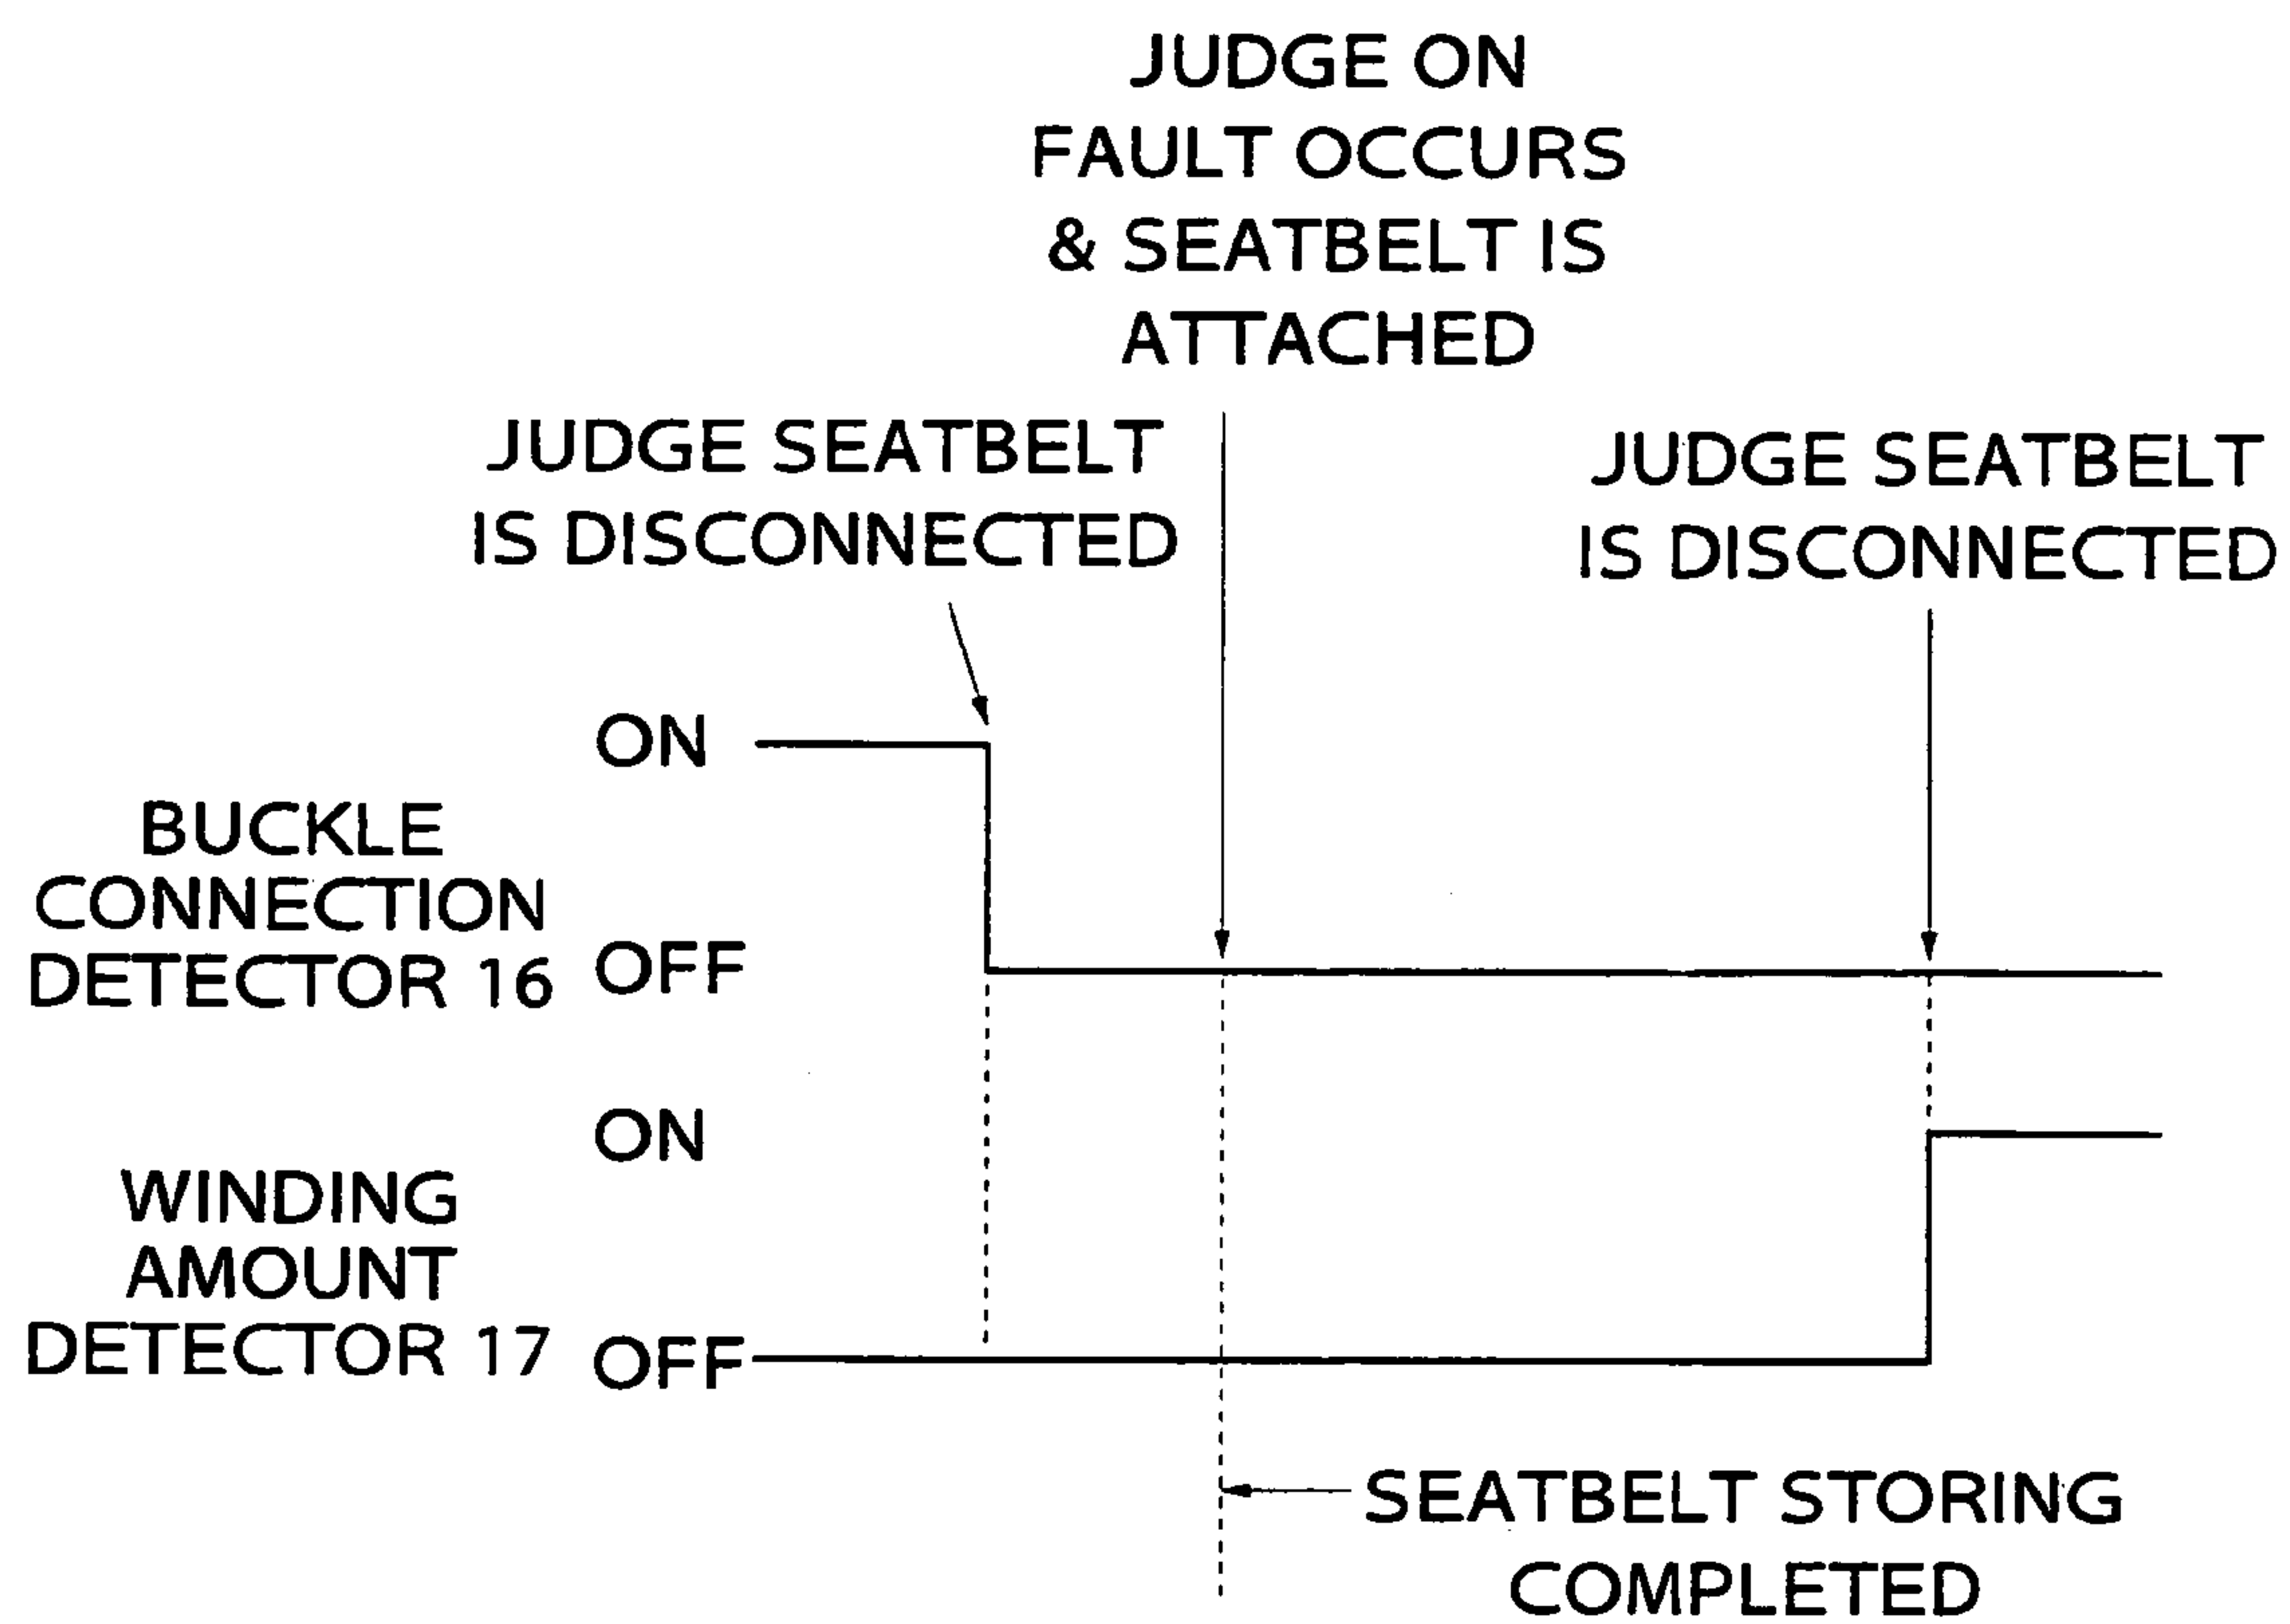 JUDGE ON
FAULT OCCURS
& SEATBELT IS
ATTACHED
JUDGE SEATBELT
IS DISCONNECTED
JUDGE SEATBELT
IS DISCONNECTED
ON
BUCKLE
CONNECTION
DETECTOR 16
OFF
ON
WINDING
AMOUNT
DETECTOR 17
OFF
SEATBELT STORING
COMPLETED